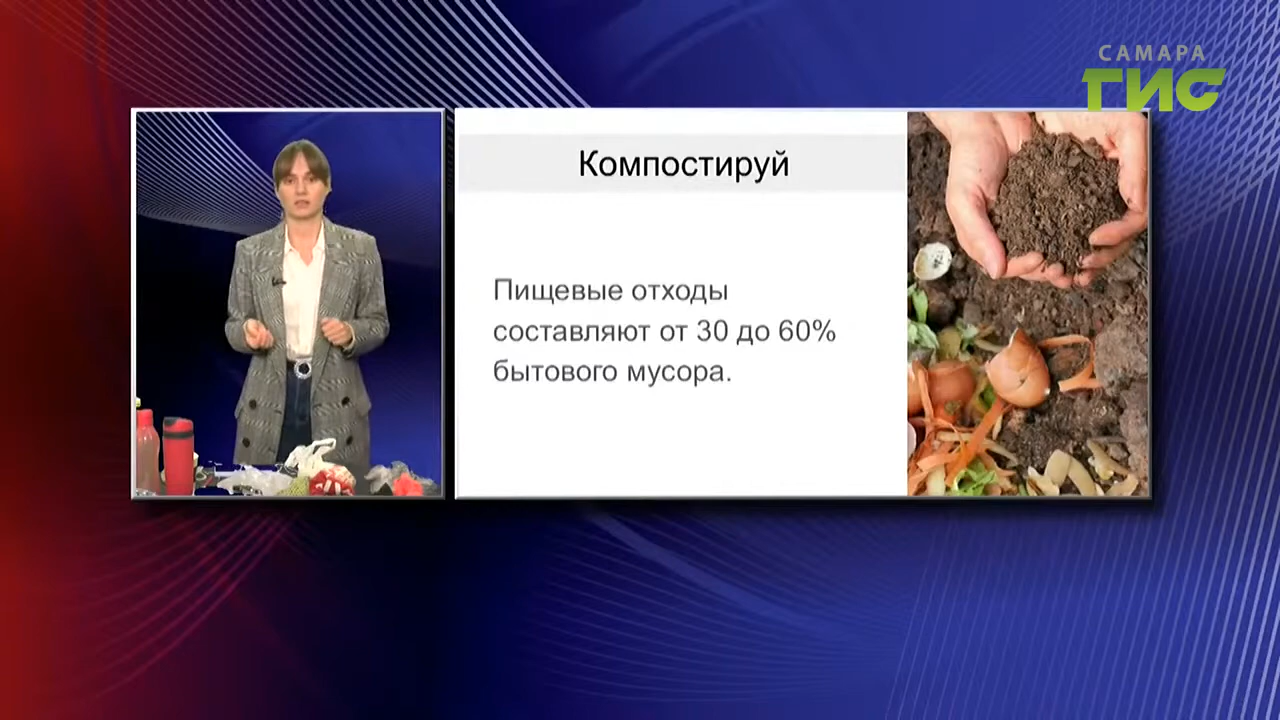 САМАРА
ГИС
Компостируй
Пищевые отходы
составляют от 30 до 60%
бытового мусора.